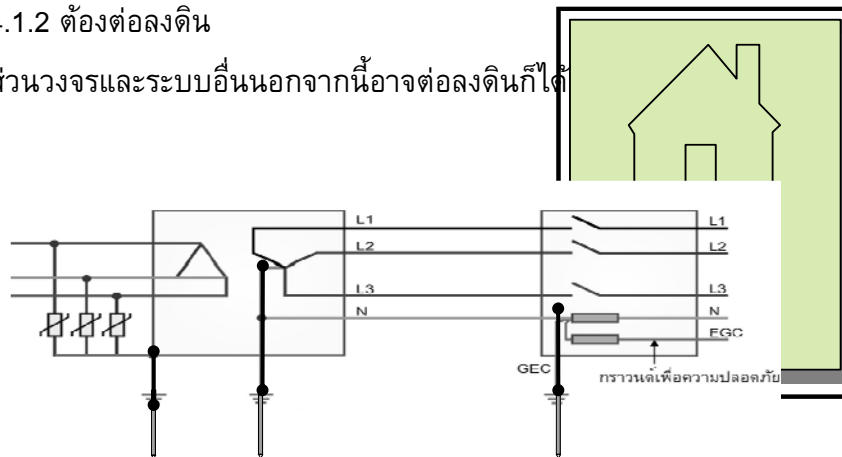 4.1.2 ต้องต่อลงดิน
ส่วนวงจรและระบบอื่นนอกจากนี้อาจต่อลงดินก็ได้
L1 L1
L2 L2
L3 L3
N N
EGC
GEC
กราวนด์เพื่อความปลอดภัย